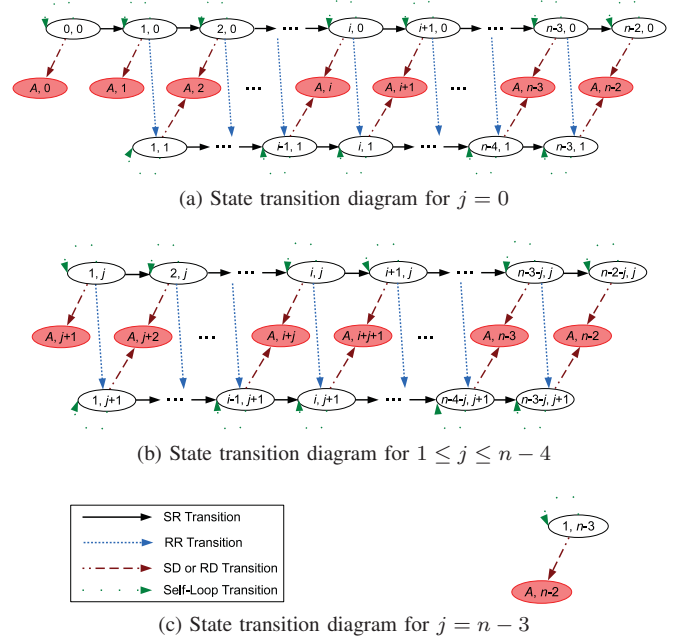 0, 0 1, 0 2, 0 ... i, 0 i+1, 0 ... n-3, 0 n-2, 0
A, 0 A, 1 A, 2 ... A, i A, i+1 ... A, n-3 A, n-2
1, 1 ... i-1, 1 i, 1 ... n-4, 1 n-3, 1
(a) State transition diagram for j = 0
1, j 2, j ... i, j i+1, j ... n-3-j, j n-2-j, j
A, j+1 A, j+2 ... A, i+j A, i+j+1 ... A, n-3 A, n-2
1, j+1 ... i-1, j+1 i, j+1 ... n-4-j, j+1 n-3-j, j+1
(b) State transition diagram for 1 ≤ j ≤ n − 4
SR Transition
RR Transition
SD or RD Transition
Self-Loop Transition
1, n-3
A, n-2
(c) State transition diagram for j = n − 3